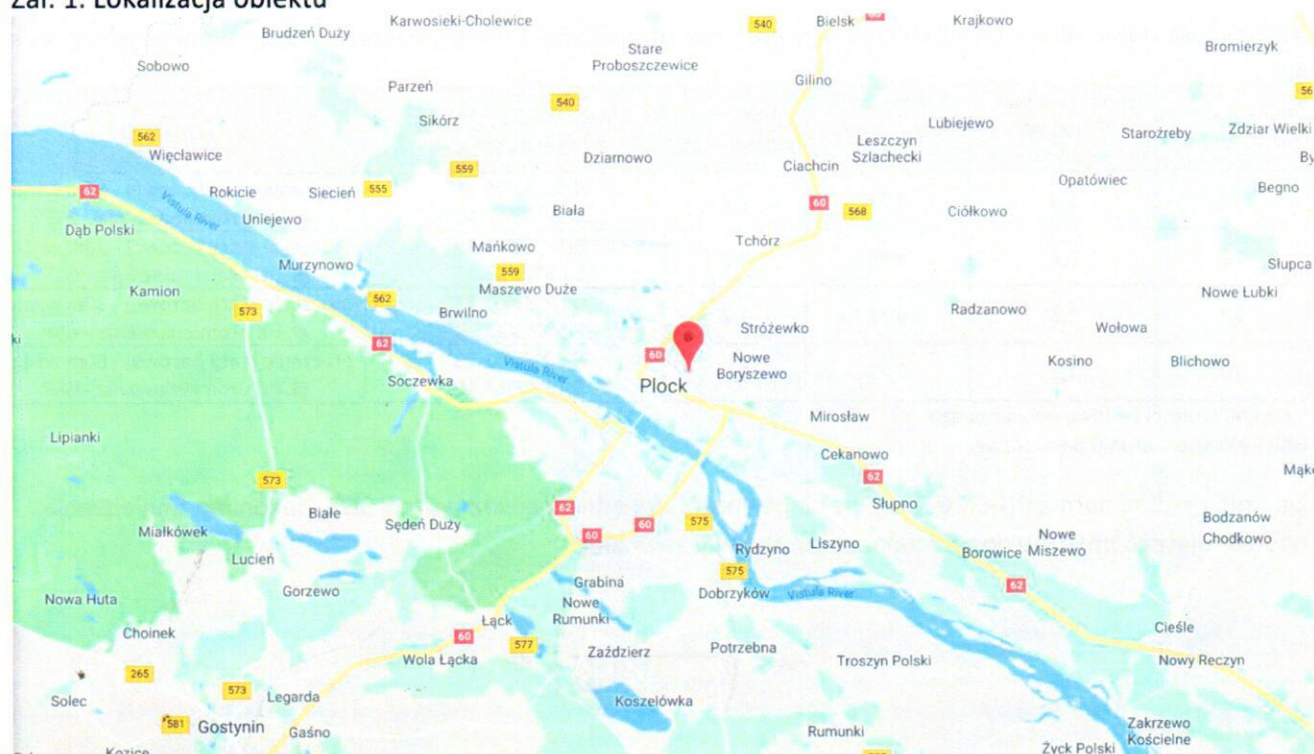 Zał. 1. Lokalizacja obiektu
Karwosieki-Cholewice
540
Bielsk
60
Krajkowo
Brudzeń Duży
Stare
Proboszczewice
Bromierzyk
Sobowo
Parzeń
Gilino
56
540
Sikórz
Lubiejewo
Staroźreby
Zdziar Wielki
562
Więcławice
559
Dziarnowo
Leszczyn
Szlachecki
Ciachcin
By
Opatówiec
Begno
62
Rokicie
Siecień
555
Vistula River
Uniejewo
Biała
60
568
Ciółkowo
Dąb Polski
Mańkowo
Tchórz
Murzynowo
559
Maszewo Duże
Słupca
Kamion
573
562
Brwilno
Nowe Łubki
Radzanowo
Wołowa
Stróżewko
62
60
Nowe
Boryszewo
Kosino
Blichowo
Vistula River
Soczewka
Plock
Mirosław
Lipianki
Cekanowo
62
573
Słupno
Miałkówek
Białe
Sędeń Duży
62
60
60
575
Bodzanów
Chodkowo
Nowe
Miszewo
Lucień
Rydzyno
Liszyno
Borowice
575
62
Nowa Huta
Gorzewo
Grabina
Dobrzyków
Vistula River
Nowe
Rumunki
Choinek
Łąck
60
577
Cieśle
Wola Łącka
Zaździerz
Potrzebna
Troszyn Polski
Nowy Reczyn
265
573
Solec
Legarda
Koszelówka
581
Gostynin
Gaśno
Rumunki
Zakrzewo
Kościelne
Życk Polski